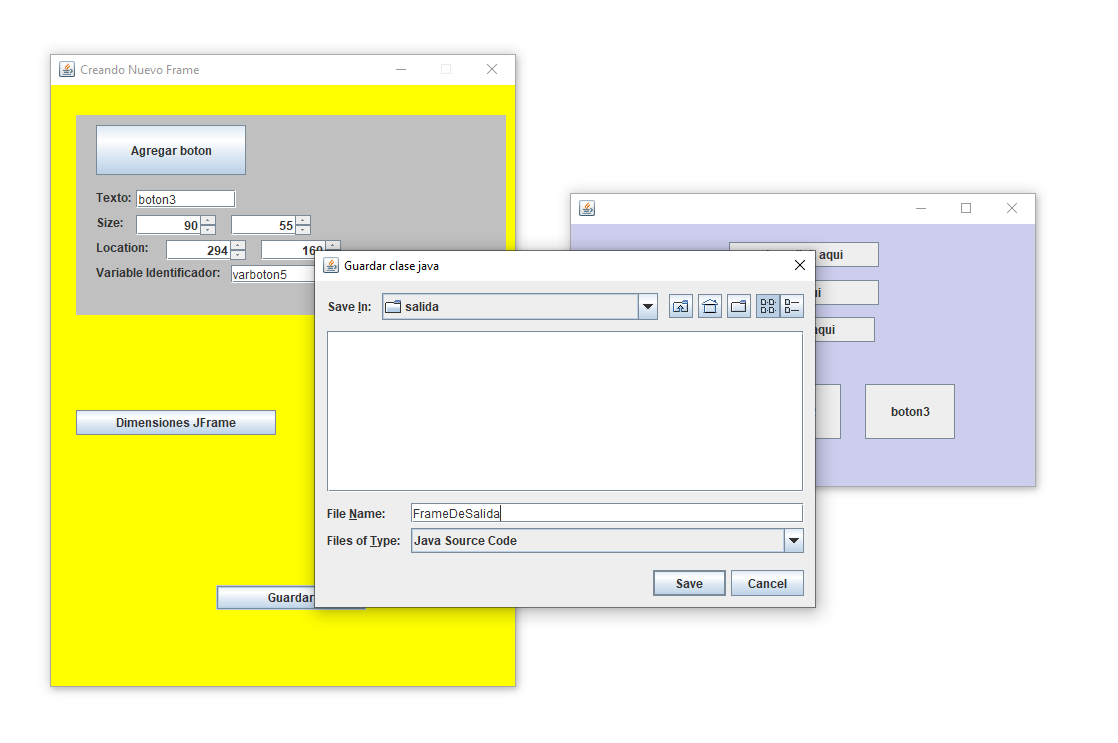 Creando Nuevo Frame
Agregar boton
Texto: boton3
Size: 90 55
Location: 294 160
Variable Identificador: varboton5
Dimensiones JFrame
Guardar
Guardar clase java
Save In: salida
File Name: FrameDeSalida
Files of Type: Java Source Code
Save Cancel
aqui
aqui
boton3